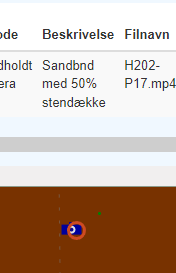 ode Beskrivelse Filnavn
dholdt Sandbnd H202-
era med 50% P17.mp4
stendække